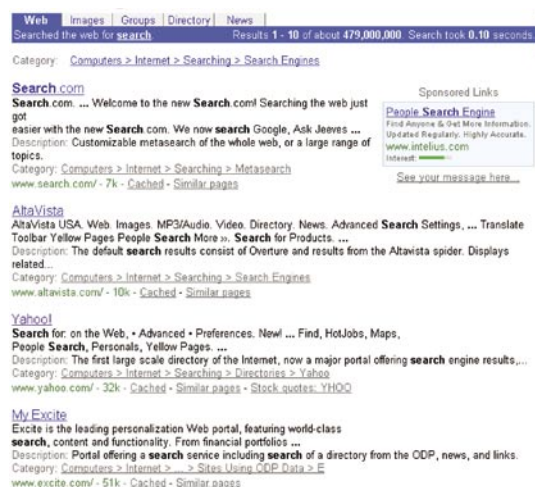 Web Images Groups Directory News
Searched the web for search. Results 1 - 10 of about 479,000,000. Search took 0.10 seconds.
Category: Computers > Internet > Searching > Search Engines
Search.com
Search.com. ... Welcome to the new Search.com! Searching the web just
got
easier with the new Search.com. We now search Google, Ask Jeeves ...
Description: Customizable metasearch of the whole web, or a large range of
topics.
Category: Computers > Internet > Searching > Metasearch
www.search.com/ - 7k - Cached - Similar pages
Sponsored Links
People Search Engine
Find Anyone & Get More Information.
Updated Regularly. Highly Accurate.
www.intelius.com
Interest:
See your message here...
AltaVista
AltaVista USA. Web. Images. MP3/Audio. Video. Directory. News. Advanced Search Settings, ... Translate
Toolbar Yellow Pages People Search More ». Search for Products. ...
Description: The default search results consist of Overture and results from the Altavista spider. Displays
related...
Category: Computers > Internet > Searching > Search Engines
www.altavista.com/ - 10k - Cached - Similar pages
Yahoo!
Search for: on the Web, • Advanced • Preferences. New! ... Find, HotJobs, Maps,
People Search, Personals, Yellow Pages. ...
Description: The first large scale directory of the Internet, now a major portal offering search engine results,...
Category: Computers > Internet > Searching > Directories > Yahoo
www.yahoo.com/ - 32k - Cached - Similar pages - Stock quotes: YHOO
My Excite
Excite is the leading personalization Web portal, featuring world-class
search, content and functionality. From financial portfolios ...
Description: Portal offering a search service including search of a directory from the ODP, news, and links.
Category: Computers > Internet > ... > Sites Using ODP Data > E
www.excite.com/ - 51k - Cached - Similar pages